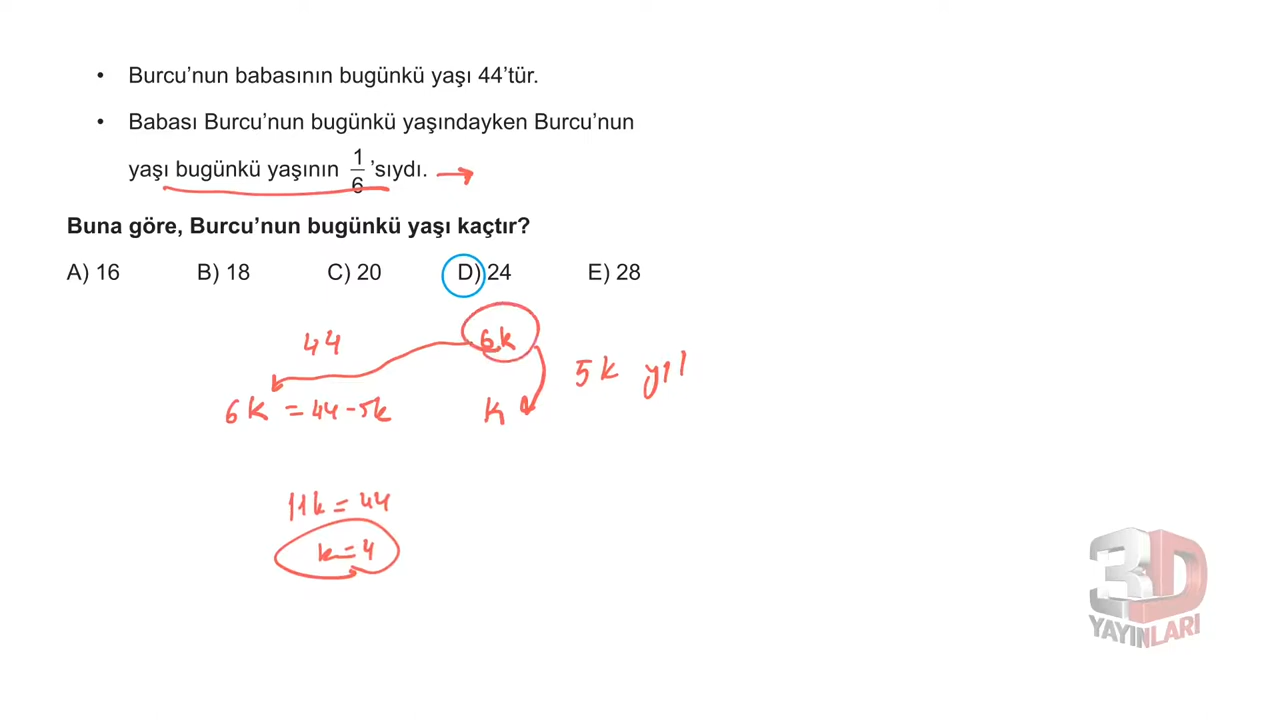 • Burcu’nun babasının bugünkü yaşı 44’tür.
• Babası Burcu’nun bugünkü yaşındayken Burcu’nun
yaşı bugünkü yaşının 1/6 ’sıydı.
Buna göre, Burcu’nun bugünkü yaşı kaçtır?
A) 16 B) 18 C) 20 D) 24 E) 28
44 6k
5k yıl
6k = 44-5k k
11k = 44
k=4
3D
YAYINLARI